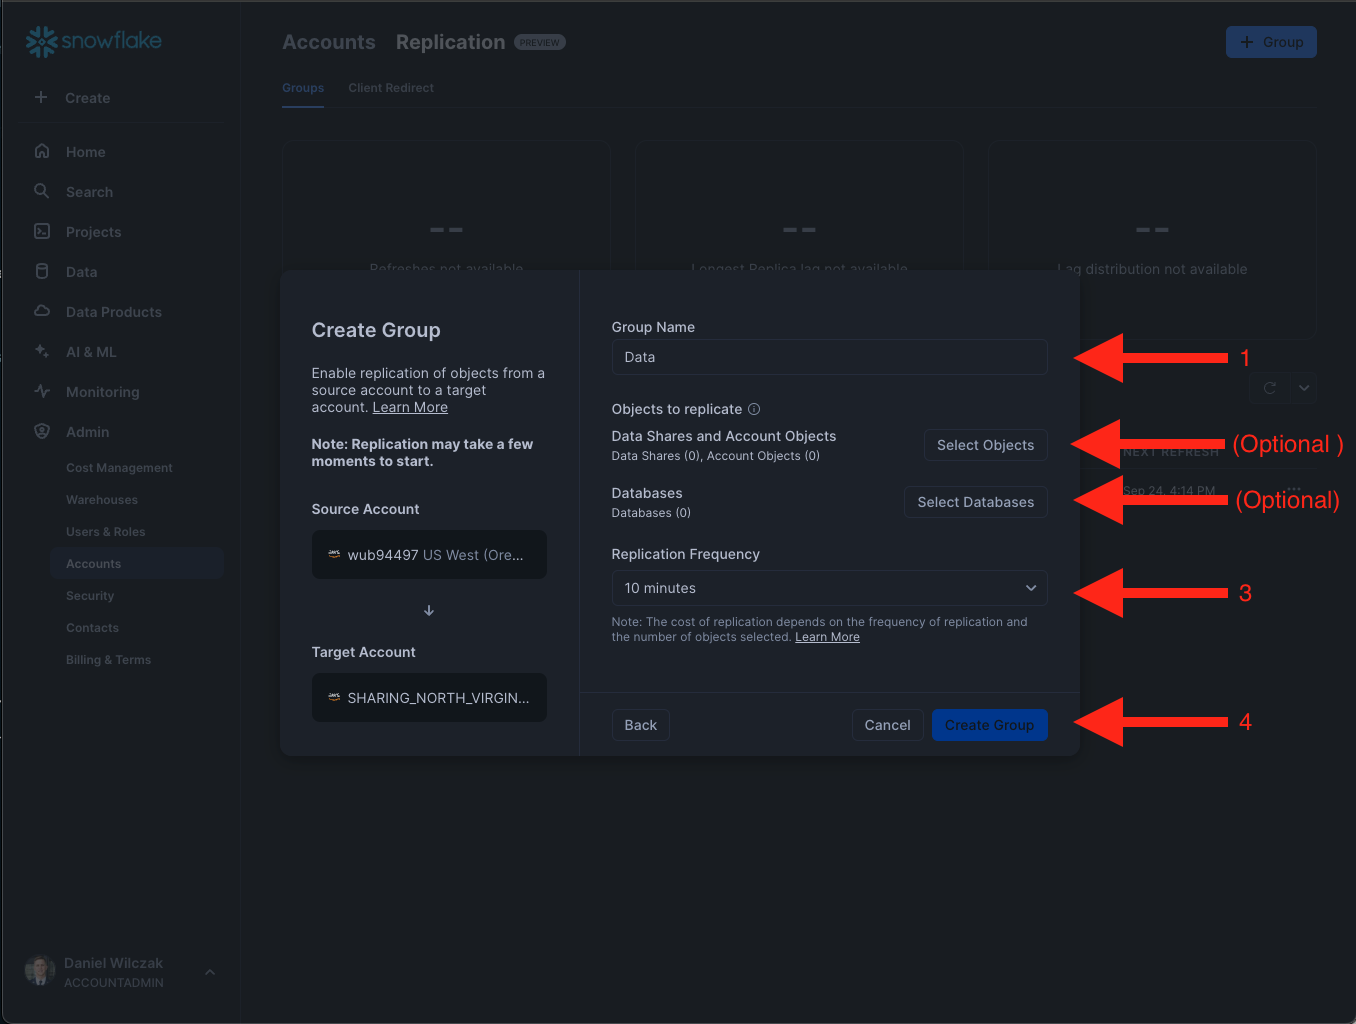 snowflake
Create
Home
Search
Projects
Data
Data Products
AI & ML
Monitoring
Admin
Cost Management
Warehouses
Users & Roles
Accounts
Security
Contacts
Billing & Terms
Daniel Wilczak
ACCOUNTADMIN
Accounts Replication PREVIEW
+ Group
Groups Client Redirect
Refreshes not available
Longest Replica lag not available
Lag distribution not available
NEXT REFRESH
Sep 24, 4:14 PM
Create Group
Enable replication of objects from a
source account to a target
account. Learn More
Note: Replication may take a few
moments to start.
Source Account
aws wub94497 US West (Ore...
Target Account
aws SHARING_NORTH_VIRGIN...
Group Name
Data
1
Objects to replicate
Data Shares and Account Objects
Data Shares (0), Account Objects (0)
Select Objects
(Optional )
Databases
Databases (0)
Select Databases
(Optional)
Replication Frequency
10 minutes
3
Note: The cost of replication depends on the frequency of replication and
the number of objects selected. Learn More
Back
Cancel
Create Group
4